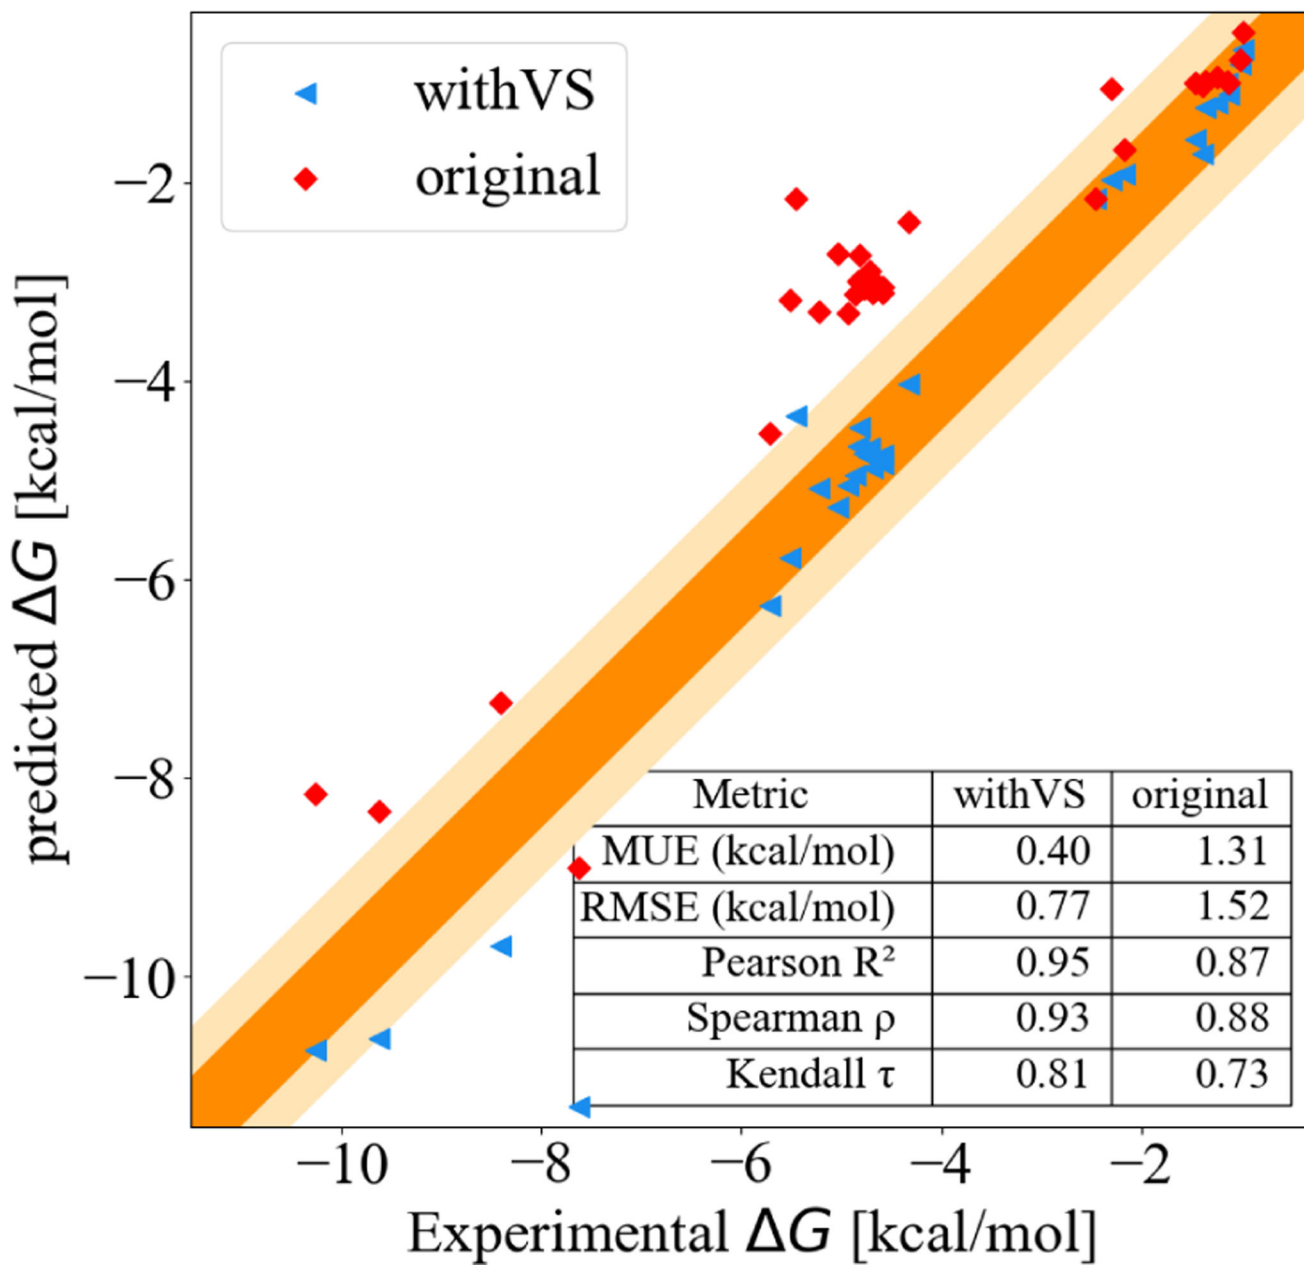 withVS
original
−2
−4
−6
−8
−10
predicted ΔG [kcal/mol]
Metric withVS original
MUE (kcal/mol) 0.40 1.31
RMSE (kcal/mol) 0.77 1.52
Pearson R² 0.95 0.87
Spearman ρ 0.93 0.88
Kendall τ 0.81 0.73
−10 −8 −6 −4 −2
Experimental ΔG [kcal/mol]